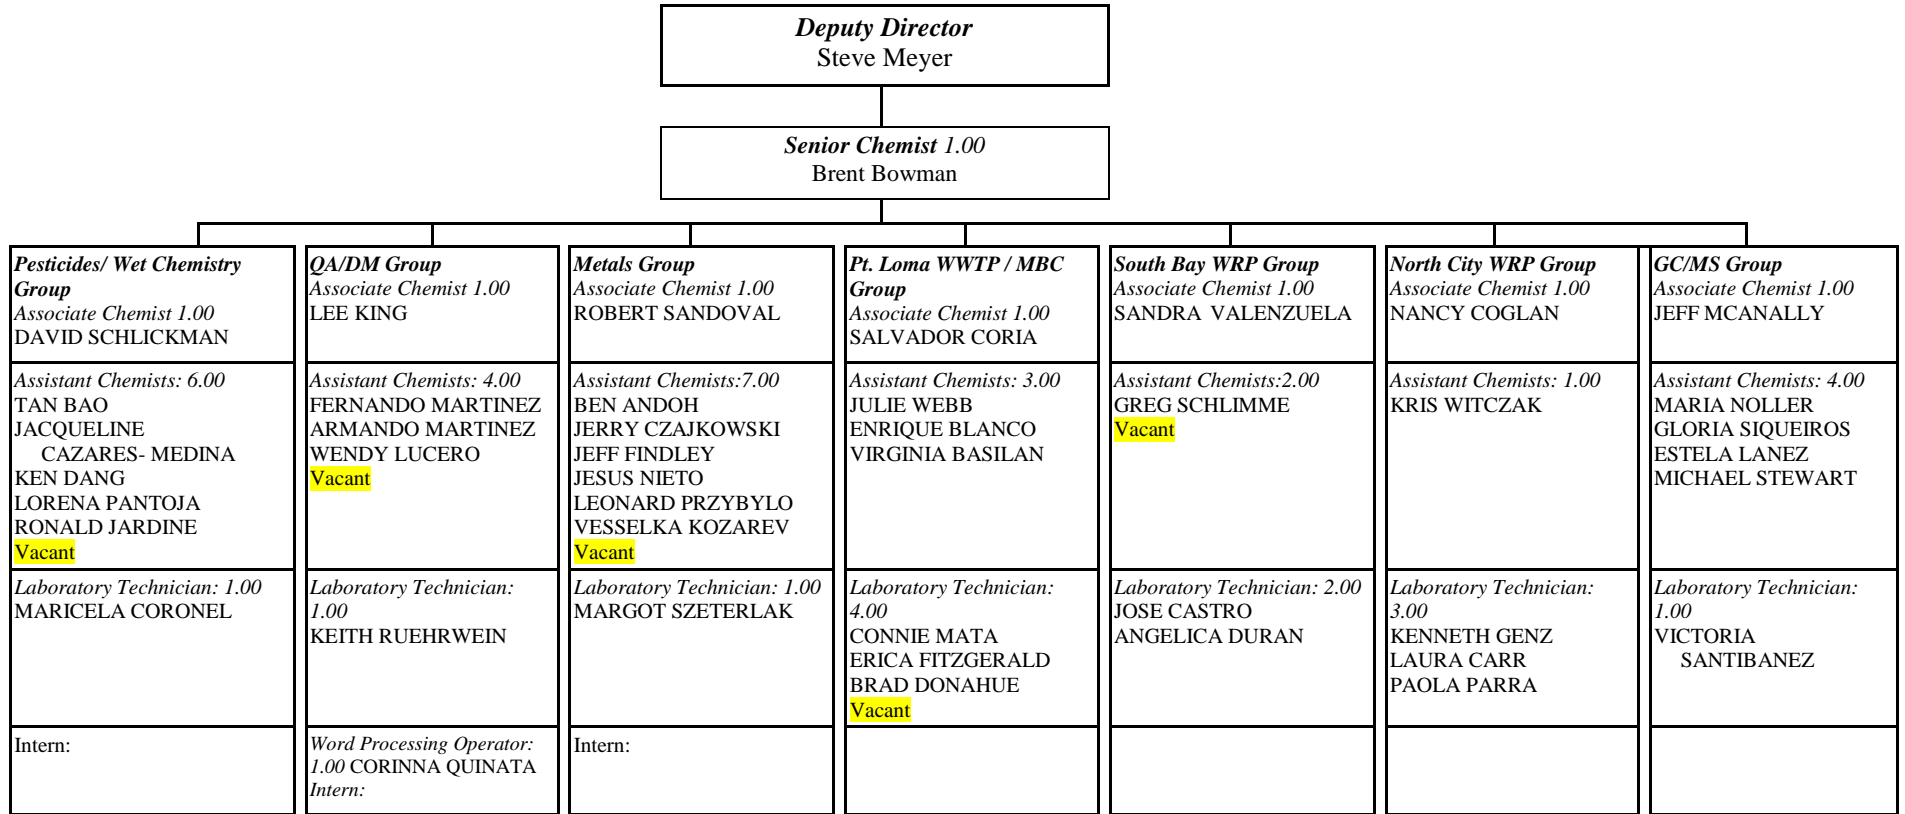 Deputy Director
Steve Meyer
Senior Chemist 1.00
Brent Bowman
Pesticides/ Wet Chemistry
Group
Associate Chemist 1.00
DAVID SCHLICKMAN
Assistant Chemists: 6.00
TAN BAO
JACQUELINE
CAZARES- MEDINA
KEN DANG
LORENA PANTOJA
RONALD JARDINE
Vacant
Laboratory Technician: 1.00
MARICELA CORONEL
Intern:
QA/DM Group
Associate Chemist 1.00
LEE KING
Assistant Chemists: 4.00
FERNANDO MARTINEZ
ARMANDO MARTINEZ
WENDY LUCERO
Vacant
Laboratory Technician:
1.00
KEITH RUEHRWEIN
Word Processing Operator:
1.00 CORINNA QUINATA
Intern:
Metals Group
Associate Chemist 1.00
ROBERT SANDOVAL
Assistant Chemists:7.00
BEN ANDOH
JERRY CZAJKOWSKI
JEFF FINDLEY
JESUS NIETO
LEONARD PRZYBYLO
VESSELKA KOZAREV
Vacant
Laboratory Technician: 1.00
MARGOT SZETERLAK
Intern:
Pt. Loma WWTP / MBC
Group
Associate Chemist 1.00
SALVADOR CORIA
Assistant Chemists: 3.00
JULIE WEBB
ENRIQUE BLANCO
VIRGINIA BASILAN
Laboratory Technician:
4.00
CONNIE MATA
ERICA FITZGERALD
BRAD DONAHUE
Vacant
South Bay WRP Group
Associate Chemist 1.00
SANDRA VALENZUELA
Assistant Chemists:2.00
GREG SCHLIMME
Vacant
Laboratory Technician: 2.00
JOSE CASTRO
ANGELICA DURAN
North City WRP Group
Associate Chemist 1.00
NANCY COGLAN
Assistant Chemists: 1.00
KRIS WITCZAK
Laboratory Technician:
3.00
KENNETH GENZ
LAURA CARR
PAOLA PARRA
GC/MS Group
Associate Chemist 1.00
JEFF MCANALLY
Assistant Chemists: 4.00
MARIA NOLLER
GLORIA SIQUEIROS
ESTELA LANEZ
MICHAEL STEWART
Laboratory Technician:
1.00
VICTORIA
SANTIBANEZ